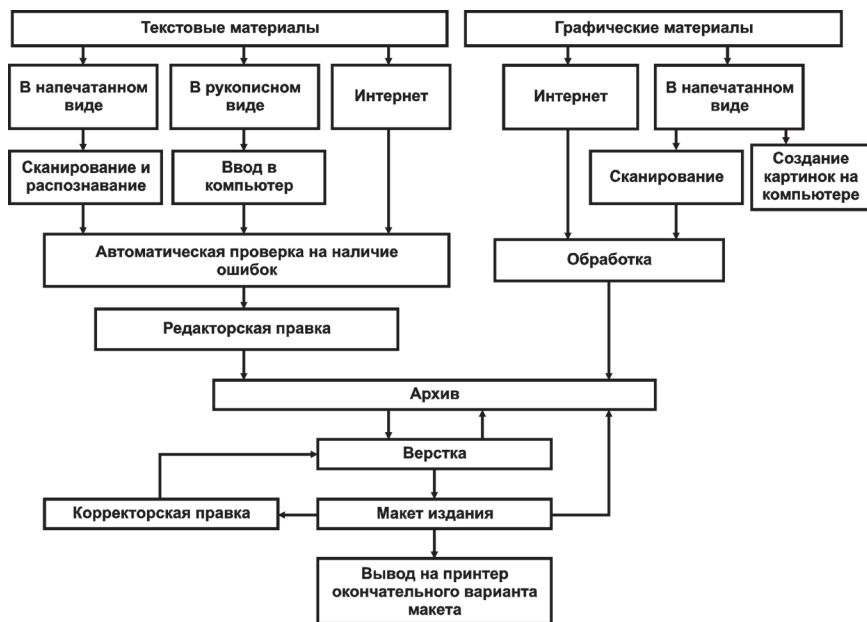 Текстовые материалы
Графические материалы
В напечатанном
виде
В рукописном
виде
Интернет
Интернет
В напечатанном
виде
Сканирование и
распознавание
Ввод в
компьютер
Сканирование
Создание
картинок на
компьютере
Автоматическая проверка на наличие
ошибок
Обработка
Редакторская правка
Архив
Верстка
Корректорская правка
Макет издания
Вывод на принтер
окончательного варианта
макета